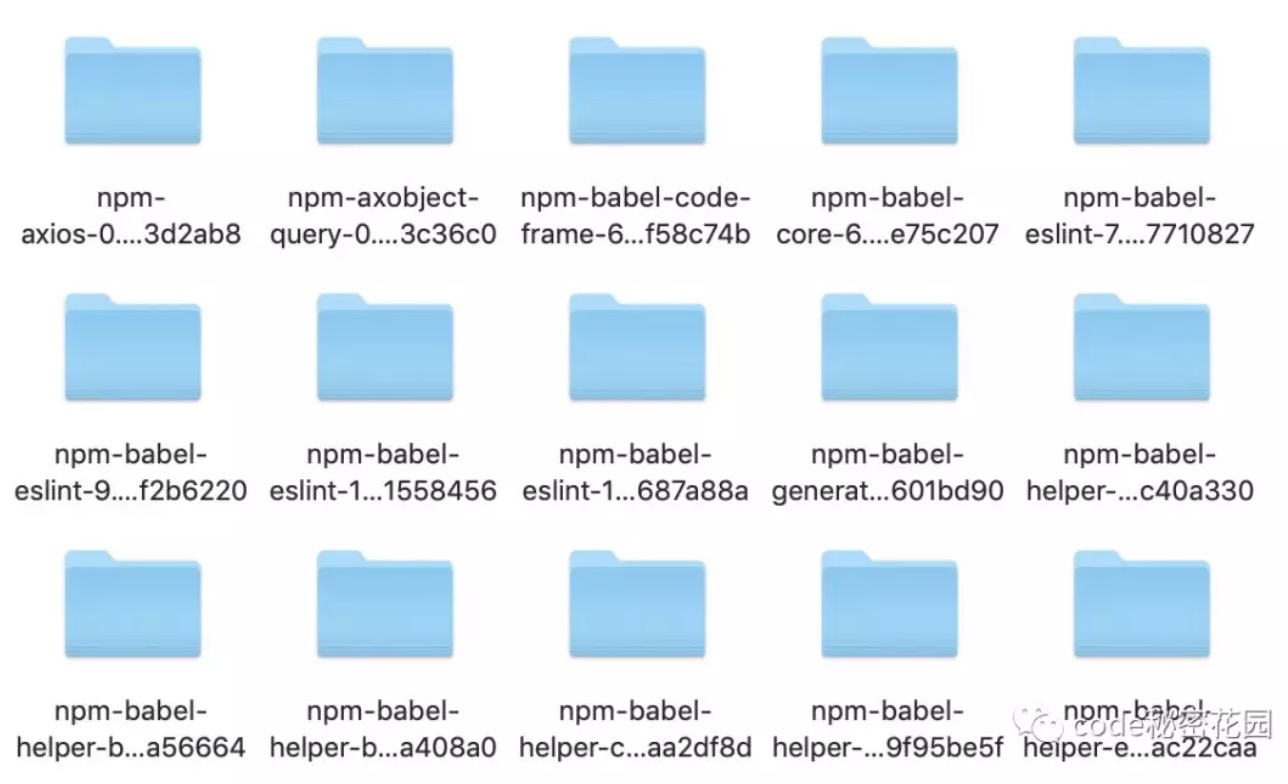 npm-
axios-0....3d2ab8
npm-axobject-
query-0....3c36c0
npm-babel-code-
frame-6...f58c74b
npm-babel-
core-6....e75c207
npm-babel-
eslint-7....7710827
npm-babel-
eslint-9....f2b6220
npm-babel-
eslint-1...1558456
npm-babel-
eslint-1...687a88a
npm-babel-
generat...601bd90
npm-babel-
helper-...c40a330
npm-babel-
helper-b...a56664
npm-babel-
helper-b...a408a0
npm-babel-
helper-c...aa2df8d
npm-babel-
helper-...9f95be5f
npm-babel-
helper-e...ac22caa
code秘密花园